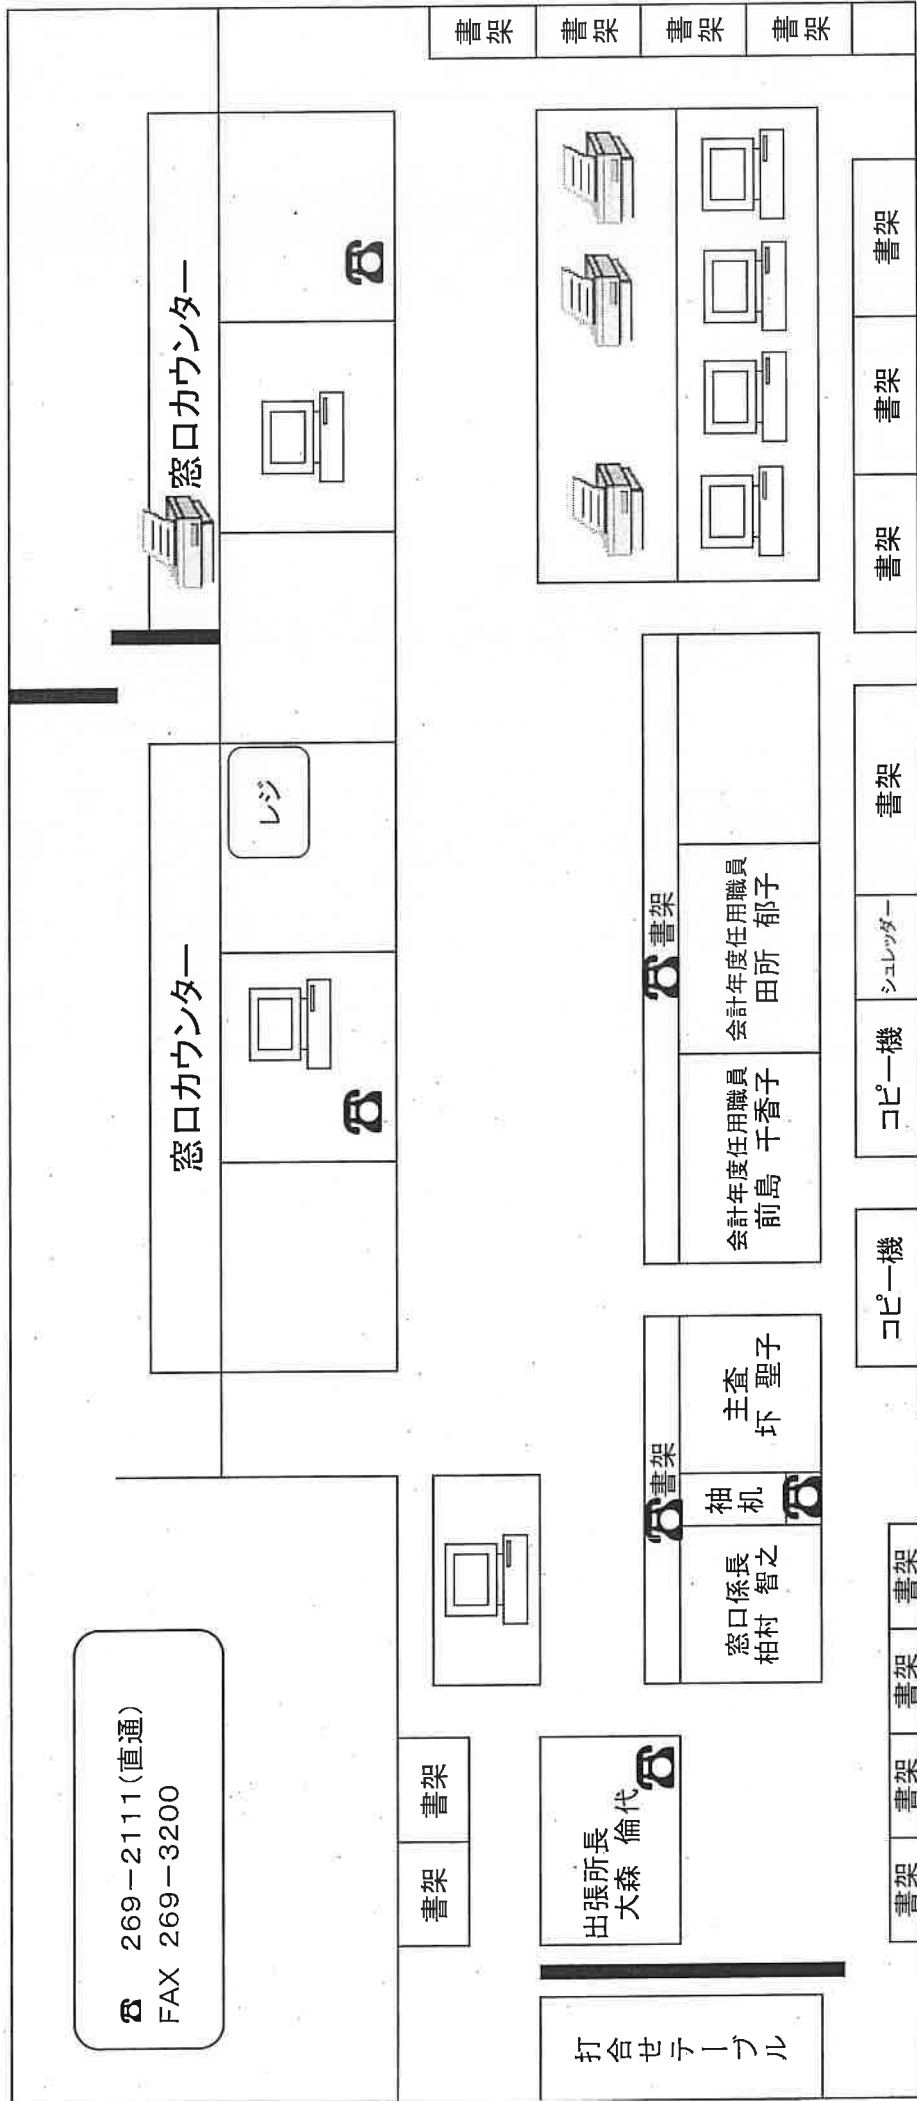 ☎ 269-2111(直通)
FAX 269-3200
窓口カウンター
窓口カウンター
レジ
書架
書架
書架
書架
書架
書架
出張所長
大森 倫代
打合せテーブル
書架
窓口係長
柏村 智之
袖机
主査
圷 聖子
書架
会計年度任用職員
前島 千香子
会計年度任用職員
田所 郁子
書架
書架
書架
書架
コピー機
コピー機
シュレッダー
書架
書架
書架
書架